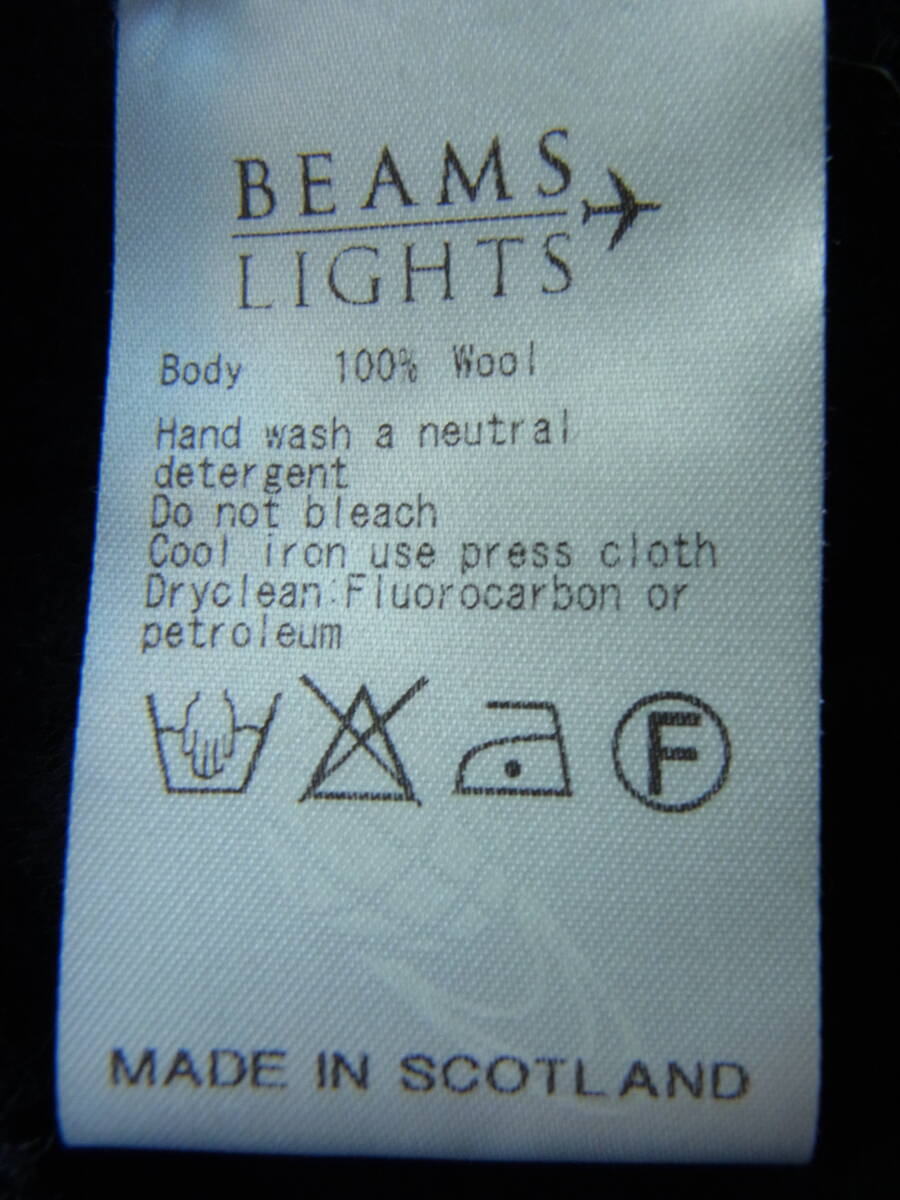 BEAMS
LIGHTS
Body 100% Wool
Hand wash a neutral
detergent
Do not bleach
Cool iron use press cloth
Dryclean:Fluorocarbon or
petroleum
F
MADE IN SCOTLAND